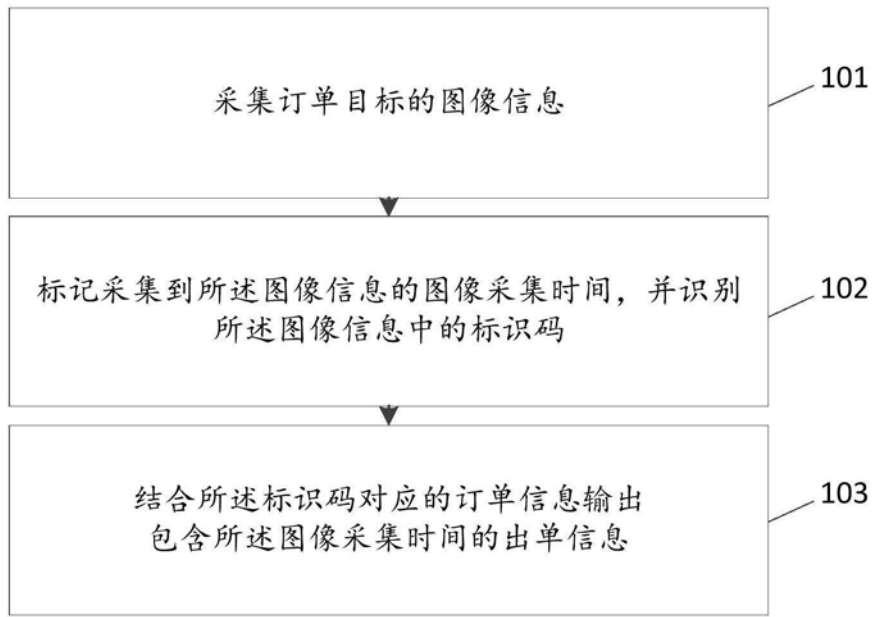 采集订单目标的图像信息
101
标记采集到所述图像信息的图像采集时间，并识别
所述图像信息中的标识码
102
结合所述标识码对应的订单信息输出
包含所述图像采集时间的出单信息
103